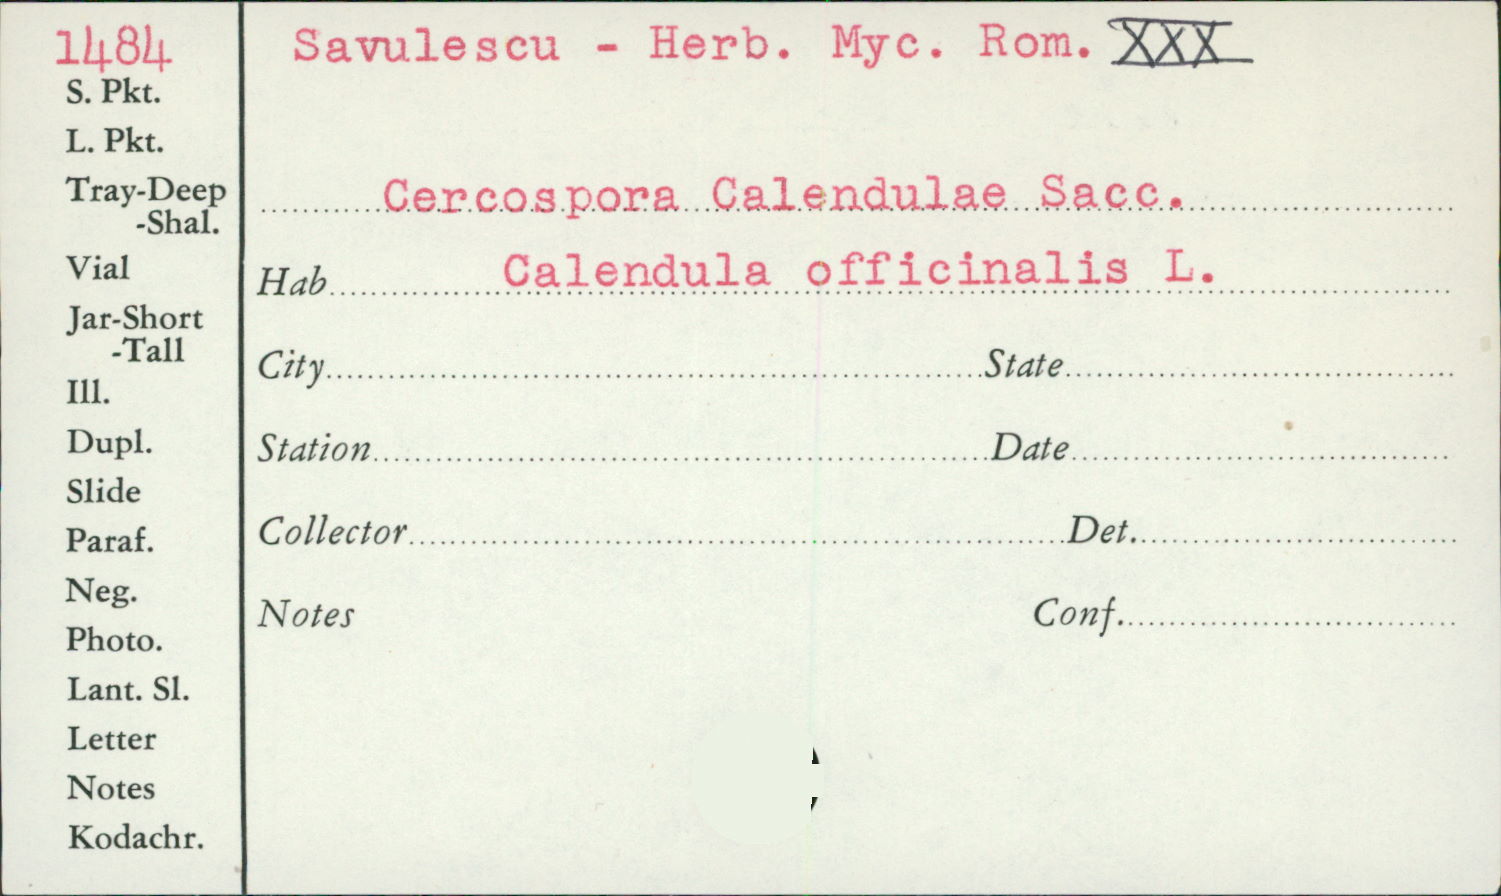 1484
Savulescu - Herb. Myc. Rom. XXX
S. Pkt.
L. Pkt.
Tray-Deep
-Shal.
Vial
Jar-Short
-Tall
Ill.
Dupl.
Slide
Paraf.
Neg.
Photo.
Lant. Sl.
Letter
Notes
Kodachr.
Cercospora Calendulae Sacc.
Hab Calendula officinalis L.
City State
Station Date
Collector Det.
Notes Conf.